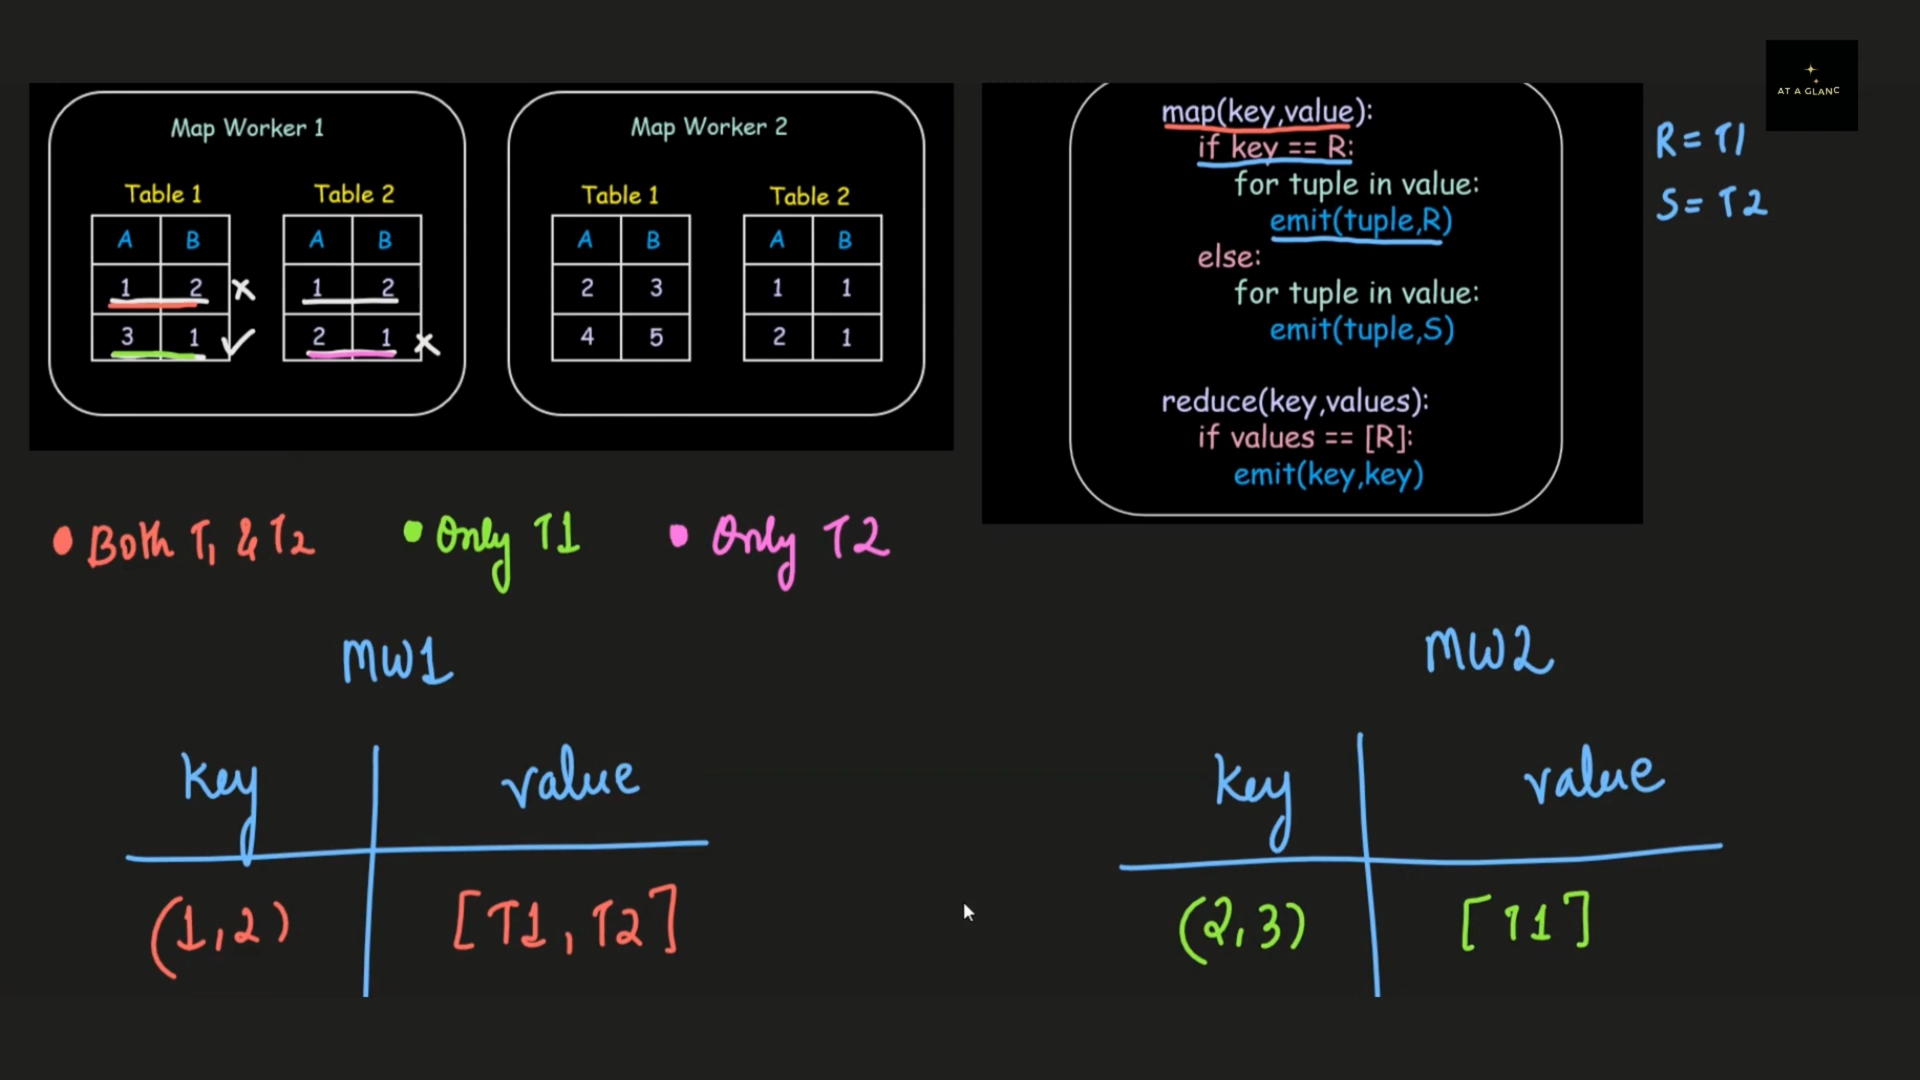 AT A GLANC
Map Worker 1
Table 1
A B
1 2
3 1
Table 2
A B
1 2
2 1
Map Worker 2
Table 1
A B
2 3
4 5
Table 2
A B
1 1
2 1
map(key,value):
if key == R:
for tuple in value:
emit(tuple,R)
else:
for tuple in value:
emit(tuple,S)
reduce(key,values):
if values == [R]:
emit(key,key)
R = T1
S = T2
• Both T1 & T2
• Only T1
• Only T2
MW1
key value
(1,2) [T1, T2]
MW2
key value
(2,3) [T1]